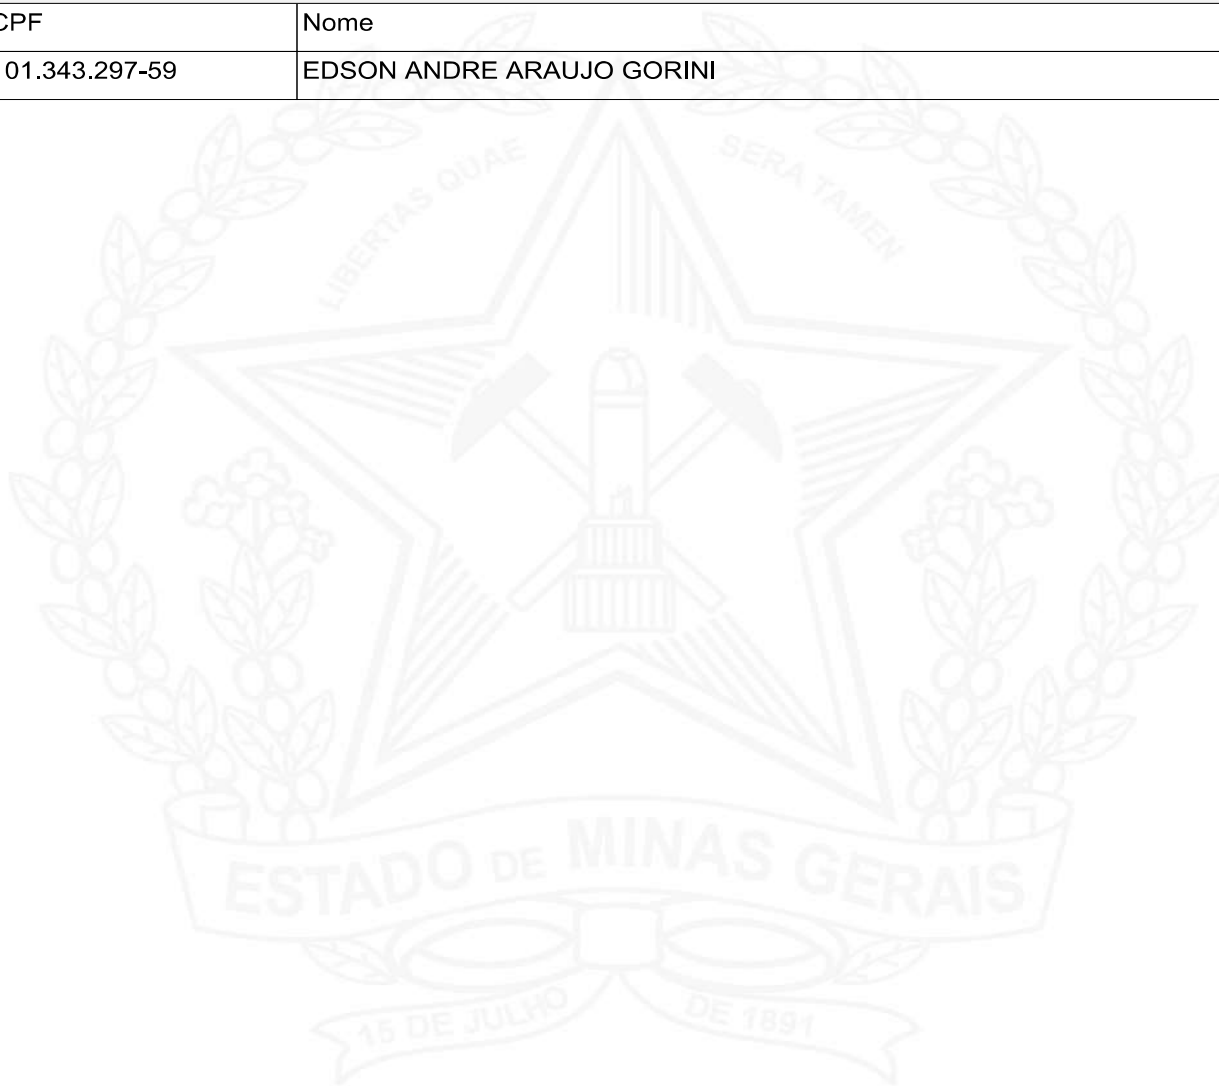 CPF Nome
01.343.297-59 EDSON ANDRE ARAUJO GORINI
LIBERTAS QUAE SERA TAMEN
ESTADO DE MINAS GERAIS
15 DE JULHO DE 1891